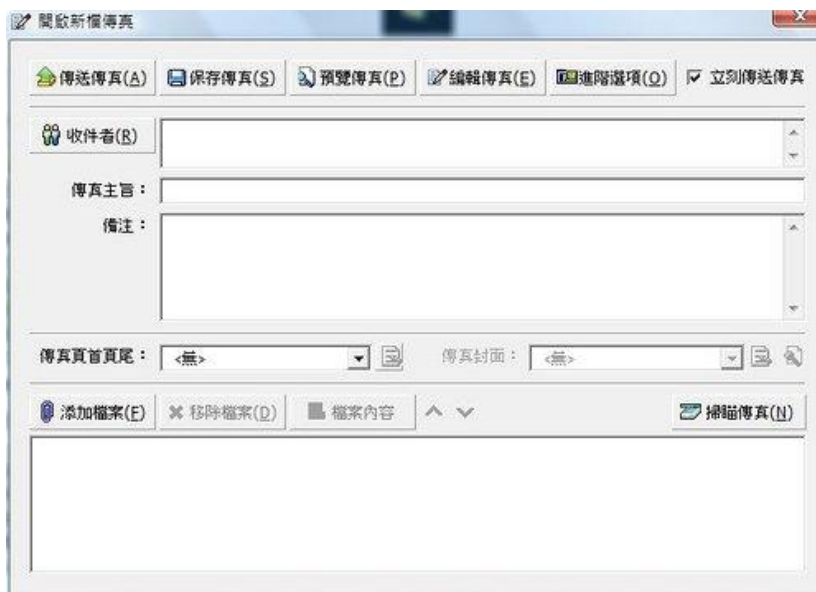 開啟新檔傳真
傳送傳真(A) 保存傳真(S) 預覽傳真(P) 編輯傳真(E) 進階選項(O) 立刻傳送傳真
收件者(R)
傳真主旨：
備注：
傳真頁首頁尾： <無> 傳真封面： <無>
添加檔案(F) 移除檔案(D) 檔案內容 掃瞄傳真(N)